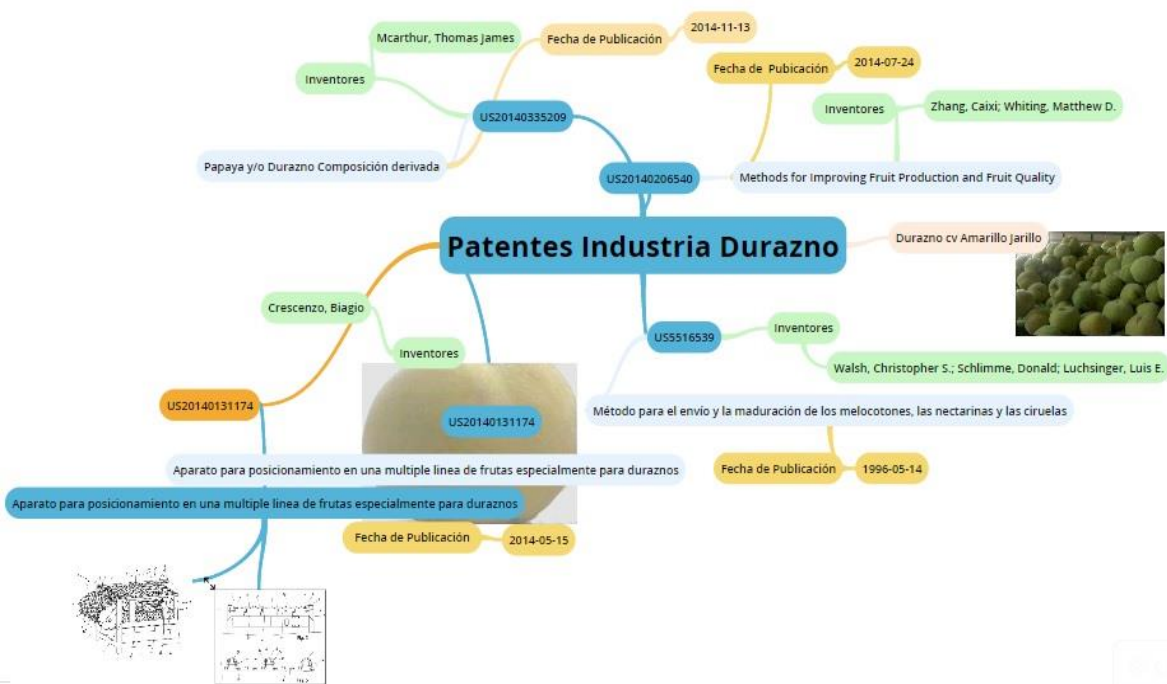 Mcarthur, Thomas James
Fecha de Publicación
2014-11-13
Inventores
US20140335209
Papaya y/o Durazno Composición derivada
Fecha de Pubicación
2014-07-24
Inventores
Zhang, Caixi; Whiting, Matthew D.
US20140206540
Methods for Improving Fruit Production and Fruit Quality
Patentes Industria Durazno
Durazno cv Amarillo Jarillo
Crescenzo, Biagio
Inventores
US20140131174
US20140131174
Aparato para posicionamiento en una multiple linea de frutas especialmente para duraznos
Aparato para posicionamiento en una multiple linea de frutas especialmente para duraznos
Fecha de Publicación
2014-05-15
US5516539
Inventores
Walsh, Christopher S.; Schlimme, Donald; Luchsinger, Luis E.
Método para el envío y la maduración de los melocotones, las nectarinas y las ciruelas
Fecha de Publicación
1996-05-14